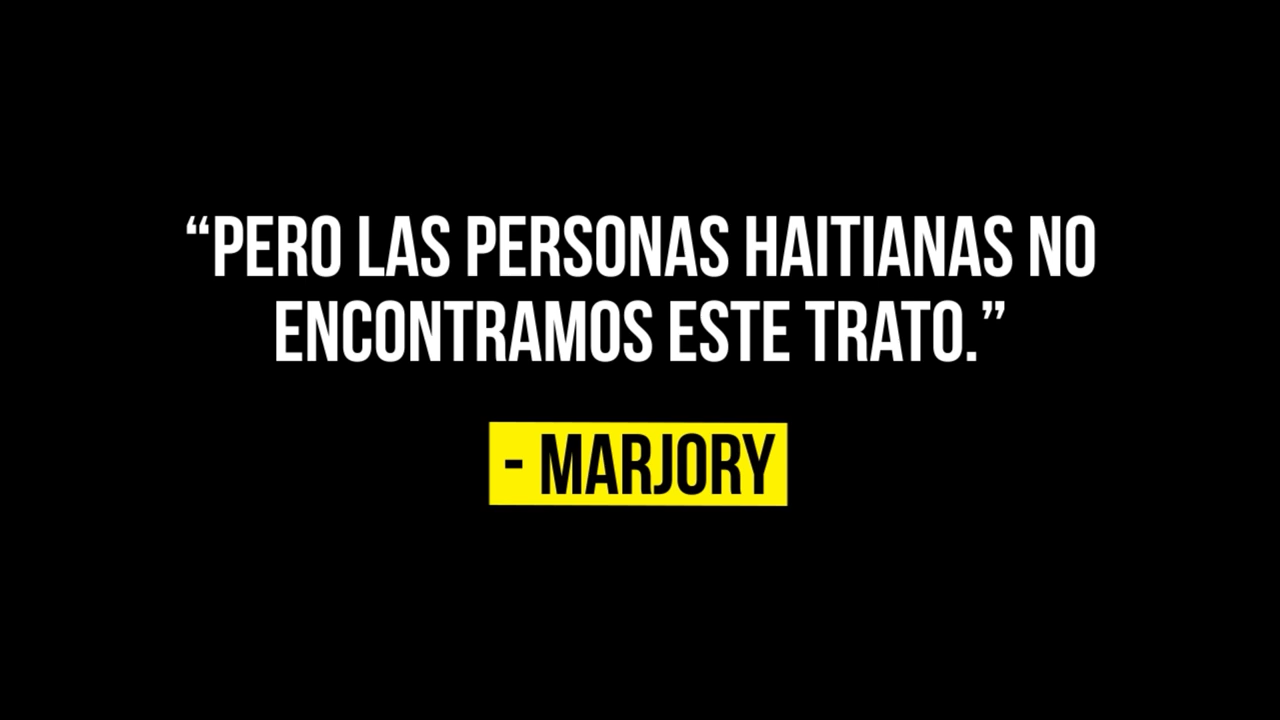 “PERO LAS PERSONAS HAITIANAS NO
ENCONTRAMOS ESTE TRATO.”
- MARJORY